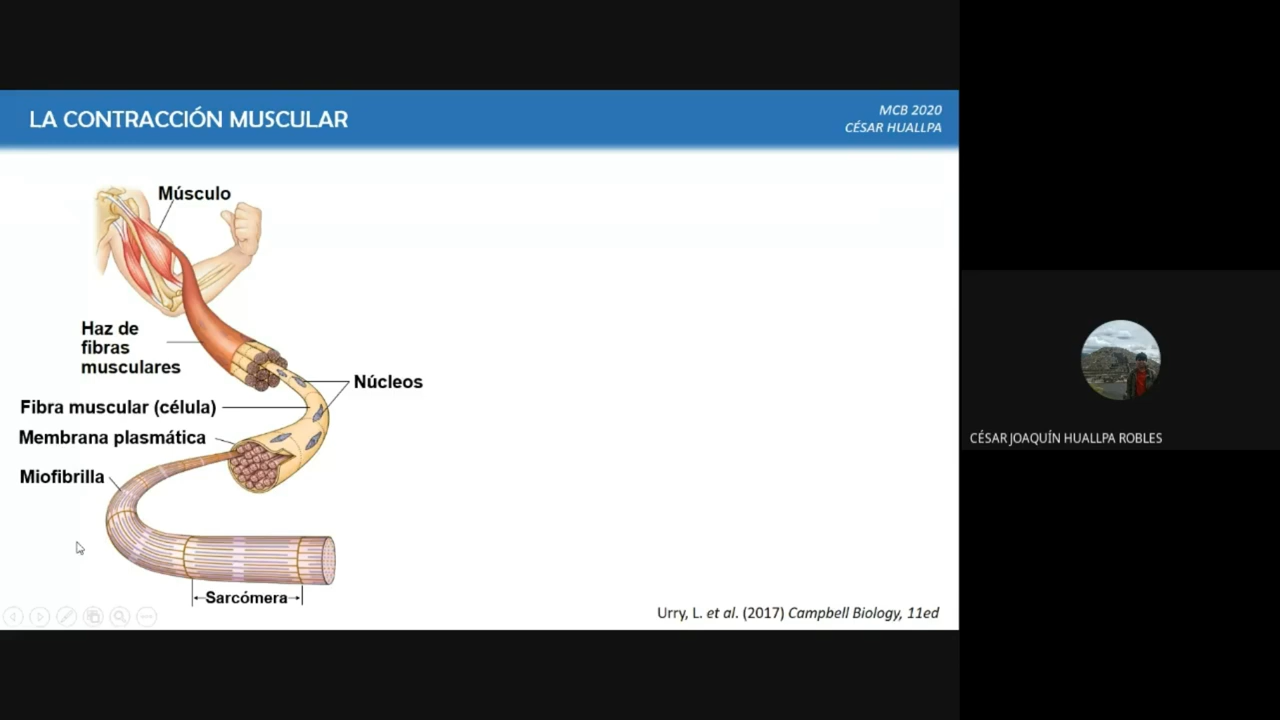 LA CONTRACCIÓN MUSCULAR
MCB 2020
CÉSAR HUALLPA
Músculo
Haz de
fibras
musculares
Núcleos
Fibra muscular (célula)
Membrana plasmática
Miofibrilla
Sarcómera
Urry, L. et al. (2017) Campbell Biology, 11ed
CÉSAR JOAQUÍN HUALLPA ROBLES